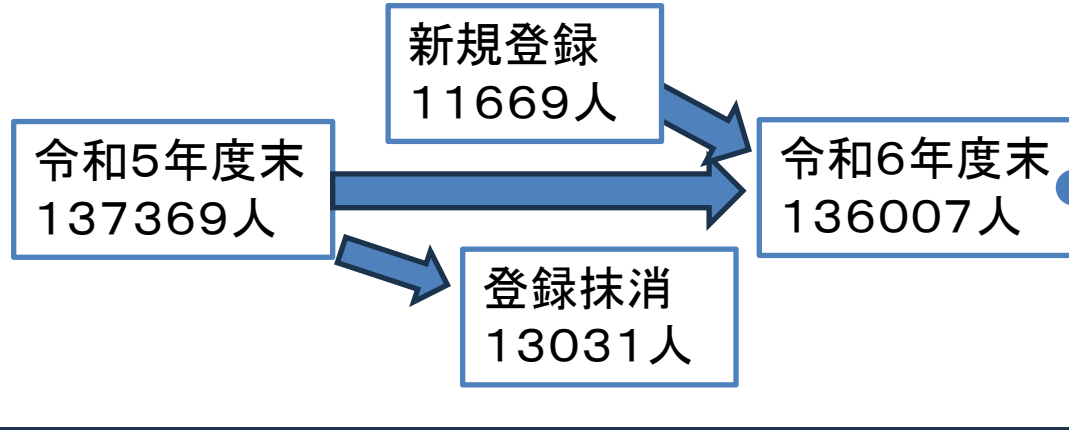 新規登録
11669人
令和5年度末
137369人
令和6年度末
136007人
登録抹消
13031人